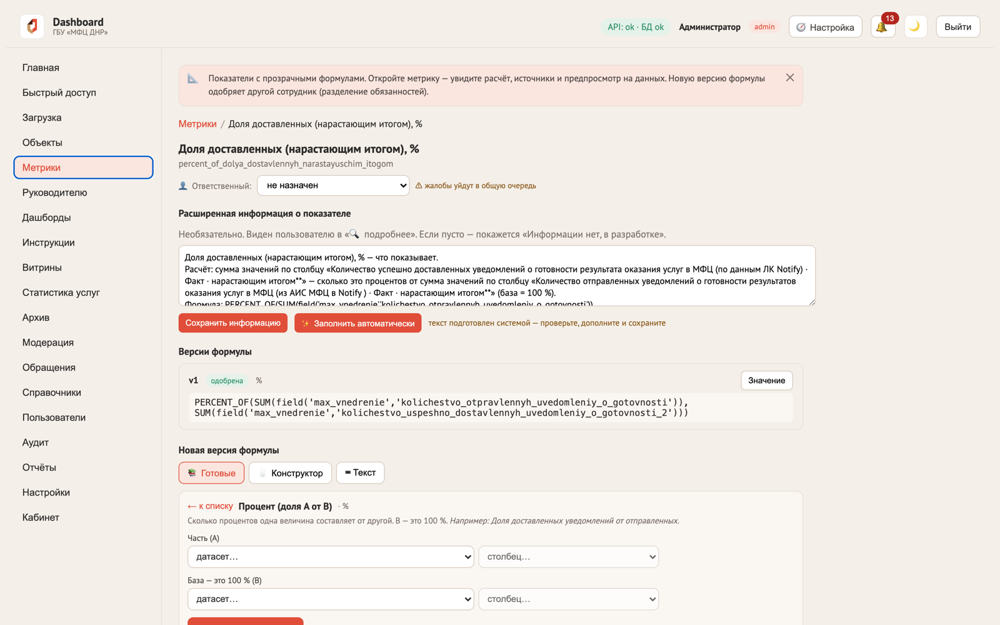 Dashboard
ГБУ «МФЦ ДНР»
API: ok · БД ok
Администратор
admin
Настройка
13
Выйти
Главная
Быстрый доступ
Загрузка
Объекты
Метрики
Руководителю
Дашборды
Инструкции
Витрины
Статистика услуг
Архив
Модерация
Обращения
Справочники
Пользователи
Аудит
Отчёты
Настройки
Кабинет
Показатели с прозрачными формулами. Откройте метрику — увидите расчёт, источники и предпросмотр на данных. Новую версию формулы
одобряет другой сотрудник (разделение обязанностей).
Метрики / Доля доставленных (нарастающим итогом), %
Доля доставленных (нарастающим итогом), %
percent_of_dolya_dostavlennyh_narastayuschim_itogom
Ответственный: не назначен ⚠ жалобы уйдут в общую очередь
Расширенная информация о показателе
Необязательно. Виден пользователю в «🔍 подробнее». Если пусто — покажется «Информации нет, в разработке».
Доля доставленных (нарастающим итогом), % — что показывает.
Расчёт: сумма значений по столбцу «Количество успешно доставленных уведомлений о готовности результата оказания услуг в МФЦ (по данным ЛК Notify) ·
Факт · нарастающим итогом**» — сколько это процентов от сумма значений по столбцу «Количество отправленных уведомлений о готовности результатов
оказания услуг в МФЦ (из АИС МФЦ в Notify ) · Факт · нарастающим итогом**» (база = 100 %).
Формула: PERCENT_OF(SUM(field('max_vnedrenie','kolichestvo_otpravlennyh_uvedomleniy_o_gotovnosti'))
Сохранить информацию
✨ Заполнить автоматически
текст подготовлен системой — проверьте, дополните и сохраните
Версии формулы
v1 одобрена %
Значение
PERCENT_OF(SUM(field('max_vnedrenie','kolichestvo_otpravlennyh_uvedomleniy_o_gotovnosti')),
SUM(field('max_vnedrenie','kolichestvo_uspeshno_dostavlennyh_uvedomleniy_o_gotovnosti_2')))
Новая версия формулы
Готовые
Конструктор
Текст
← к списку Процент (доля A от B) · %
Сколько процентов одна величина составляет от другой. B — это 100 %. Например: Доля доставленных уведомлений от отправленных.
Часть (A)
датасет…
столбец…
База — это 100 % (B)
датасет…
столбец…